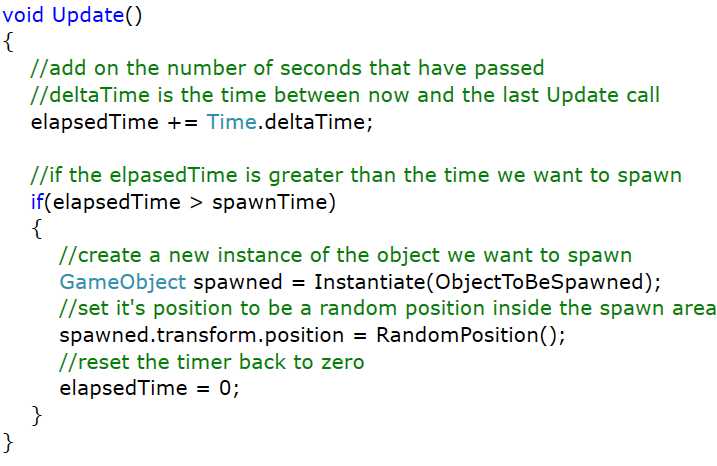 void Update()
{
//add on the number of seconds that have passed
//deltaTime is the time between now and the last Update call
elapsedTime += Time.deltaTime;
//if the elpasedTime is greater than the time we want to spawn
if(elapsedTime > spawnTime)
{
//create a new instance of the object we want to spawn
GameObject spawned = Instantiate(ObjectToBeSpawned);
//set it's position to be a random position inside the spawn area
spawned.transform.position = RandomPosition();
//reset the timer back to zero
elapsedTime = 0;
}
}